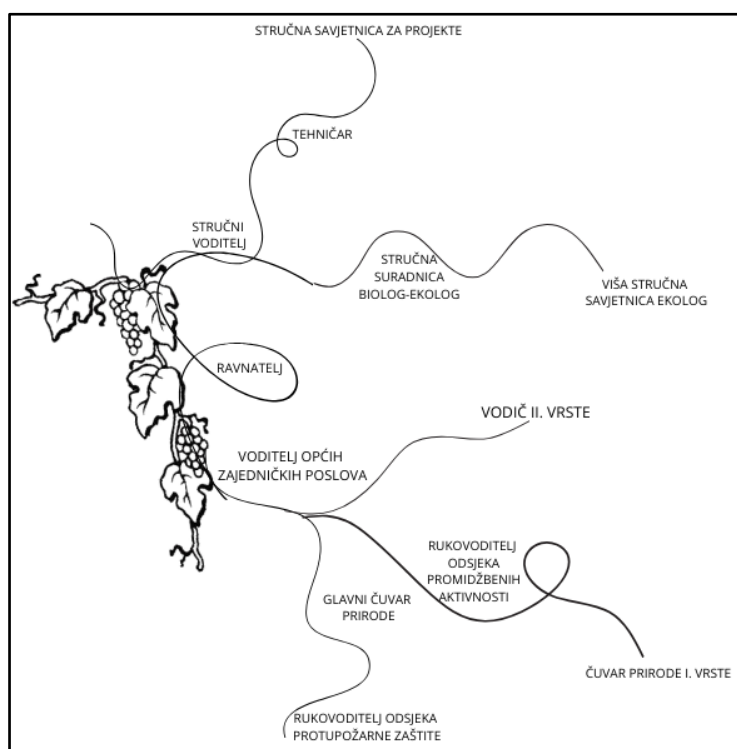 STRUČNA SAVJETNICA ZA PROJEKTE
TEHNIČAR
STRUČNI
VODITELJ
STRUČNA
SURADNICA
BIOLOG-EKOLOG
VIŠA STRUČNA
SAVJETNICA EKOLOG
RAVNATELJ
VODIČ II. VRSTE
VODITELJ OPĆIH
ZAJEDNIČKIH POSLOVA
RUKOVODITELJ
ODSJEKA
PROMIDŽBENIH
AKTIVNOSTI
GLAVNI ČUVAR
PRIRODE
ČUVAR PRIRODE I. VRSTE
RUKOVODITELJ ODSJEKA
PROTUPOŽARNE ZAŠTITE